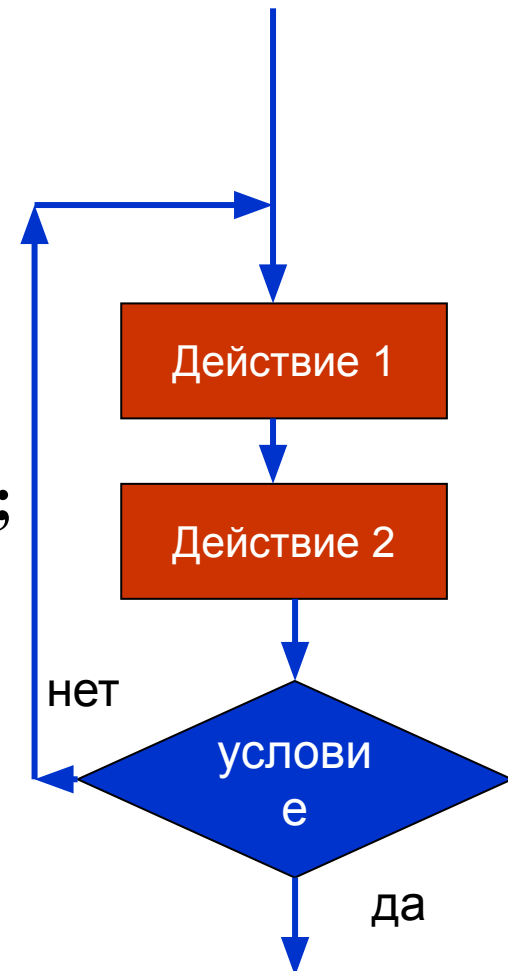 Действие 1
;
Действие 2
нет
услови
е
да